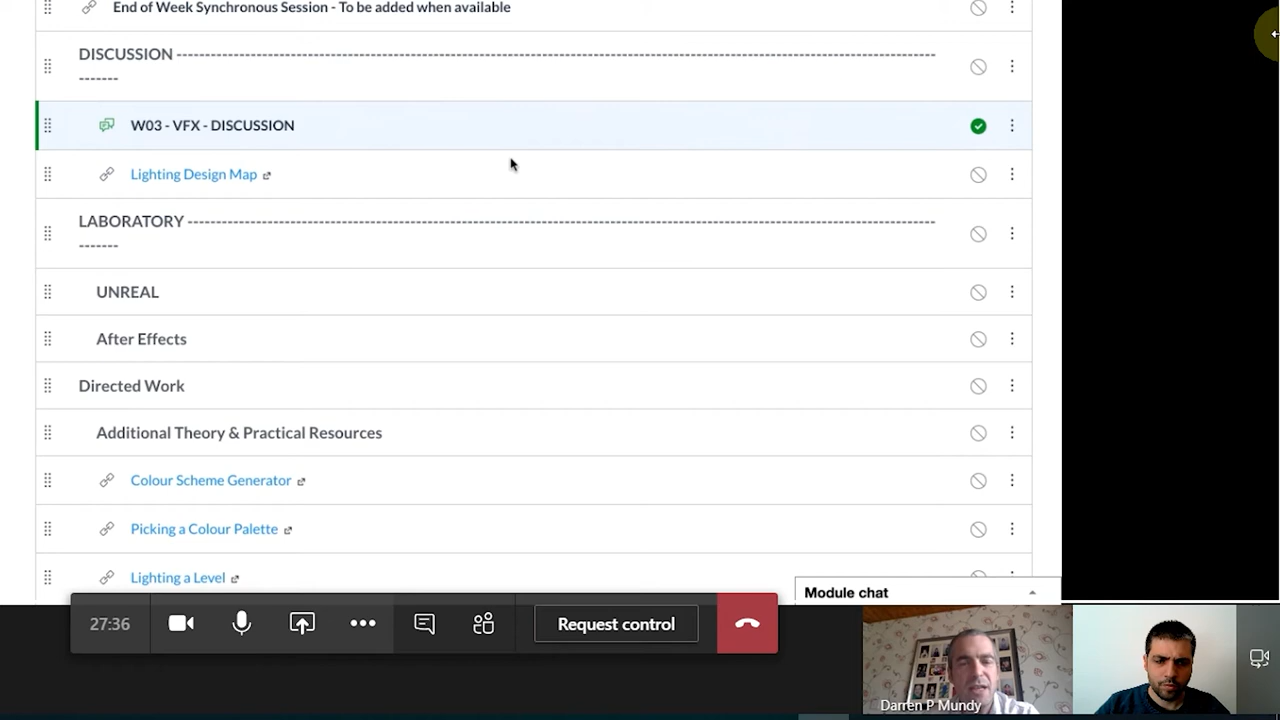 End of Week Synchronous Session - To be added when available
DISCUSSION --------------------------------------------------------------------------------------------------------
-------
W03 - VFX - DISCUSSION
Lighting Design Map
LABORATORY -------------------------------------------------------------------------------------------------------
-------
UNREAL
After Effects
Directed Work
Additional Theory & Practical Resources
Colour Scheme Generator
Picking a Colour Palette
Lighting a Level
Module chat
27:36
Request control
Darren P Mundy